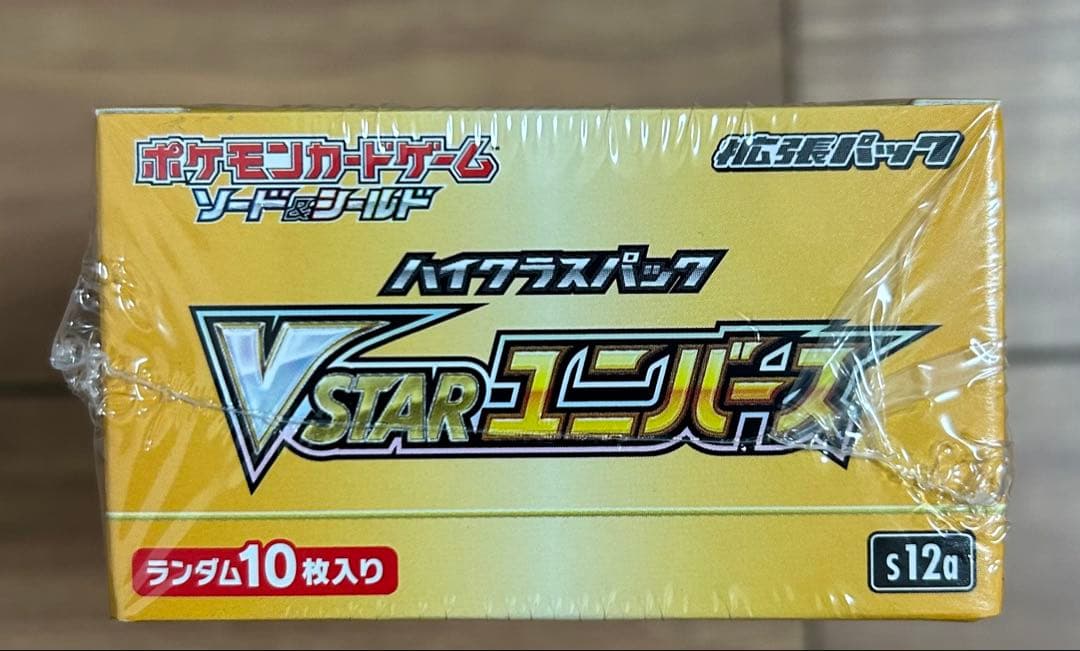 ポケモンカードゲーム
ソード&シールド
拡張パック
ハイクラスパック
VSTARユニバース
ランダム10枚入り
s12a